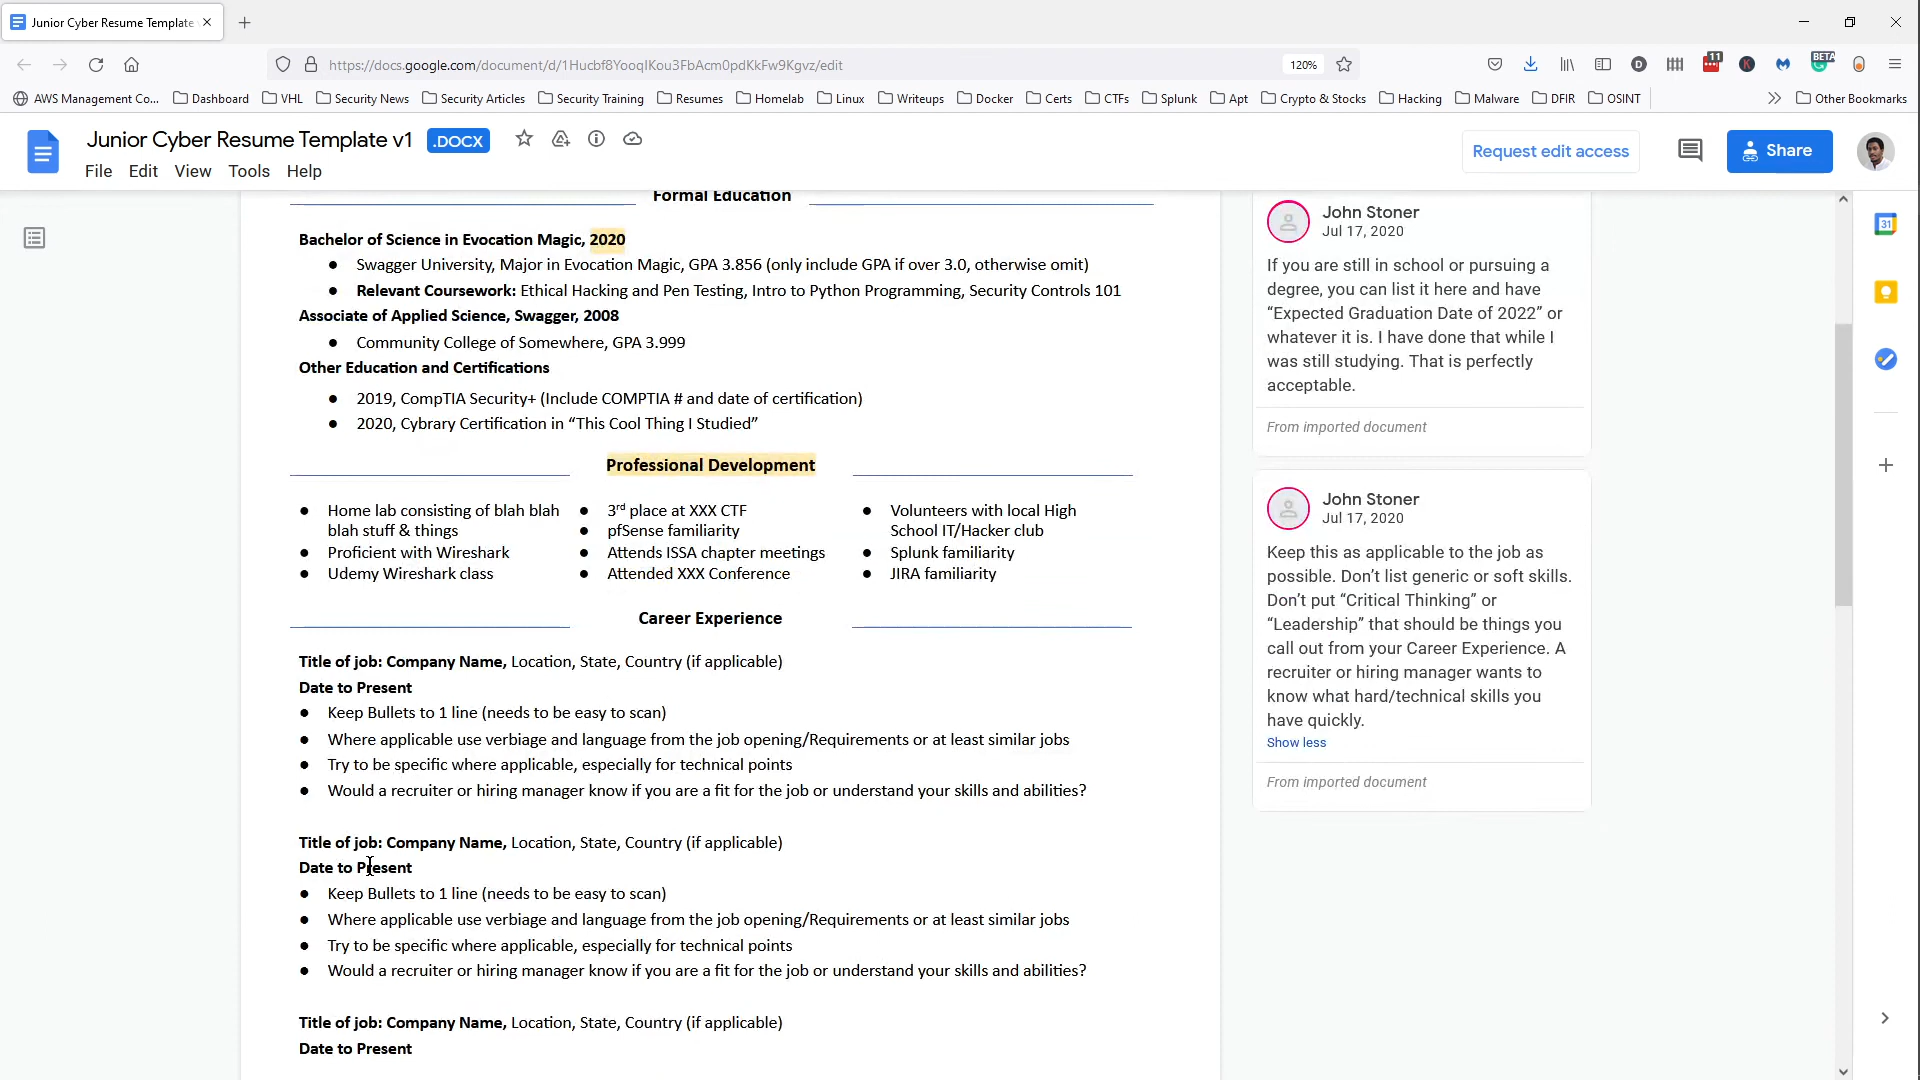 Junior Cyber Resume Template
https://docs.google.com/document/d/1Hucbf8YooqIKou3FbAcm0pdKkFw9Kgvz/edit
120%
11
BETA
AWS Management Co...
Dashboard
VHL
Security News
Security Articles
Security Training
Resumes
Homelab
Linux
Writeups
Docker
Certs
CTFs
Splunk
Apt
Crypto & Stocks
Hacking
Malware
DFIR
OSINT
Other Bookmarks
Junior Cyber Resume Template v1
.DOCX
File
Edit
View
Tools
Help
Request edit access
Share
Formal Education
Bachelor of Science in Evocation Magic, 2020
● Swagger University, Major in Evocation Magic, GPA 3.856 (only include GPA if over 3.0, otherwise omit)
● Relevant Coursework: Ethical Hacking and Pen Testing, Intro to Python Programming, Security Controls 101
Associate of Applied Science, Swagger, 2008
● Community College of Somewhere, GPA 3.999
Other Education and Certifications
● 2019, CompTIA Security+ (Include COMPTIA # and date of certification)
● 2020, Cybrary Certification in “This Cool Thing I Studied”
Professional Development
● Home lab consisting of blah blah
blah stuff & things
● Proficient with Wireshark
● Udemy Wireshark class
● 3rd place at XXX CTF
● pfSense familiarity
● Attends ISSA chapter meetings
● Attended XXX Conference
● Volunteers with local High
School IT/Hacker club
● Splunk familiarity
● JIRA familiarity
Career Experience
Title of job: Company Name, Location, State, Country (if applicable)
Date to Present
● Keep Bullets to 1 line (needs to be easy to scan)
● Where applicable use verbiage and language from the job opening/Requirements or at least similar jobs
● Try to be specific where applicable, especially for technical points
● Would a recruiter or hiring manager know if you are a fit for the job or understand your skills and abilities?
Title of job: Company Name, Location, State, Country (if applicable)
Date to Present
● Keep Bullets to 1 line (needs to be easy to scan)
● Where applicable use verbiage and language from the job opening/Requirements or at least similar jobs
● Try to be specific where applicable, especially for technical points
● Would a recruiter or hiring manager know if you are a fit for the job or understand your skills and abilities?
Title of job: Company Name, Location, State, Country (if applicable)
Date to Present
John Stoner
Jul 17, 2020
If you are still in school or pursuing a
degree, you can list it here and have
“Expected Graduation Date of 2022” or
whatever it is. I have done that while I
was still studying. That is perfectly
acceptable.
From imported document
John Stoner
Jul 17, 2020
Keep this as applicable to the job as
possible. Don’t list generic or soft skills.
Don’t put “Critical Thinking” or
“Leadership” that should be things you
call out from your Career Experience. A
recruiter or hiring manager wants to
know what hard/technical skills you
have quickly.
Show less
From imported document
31